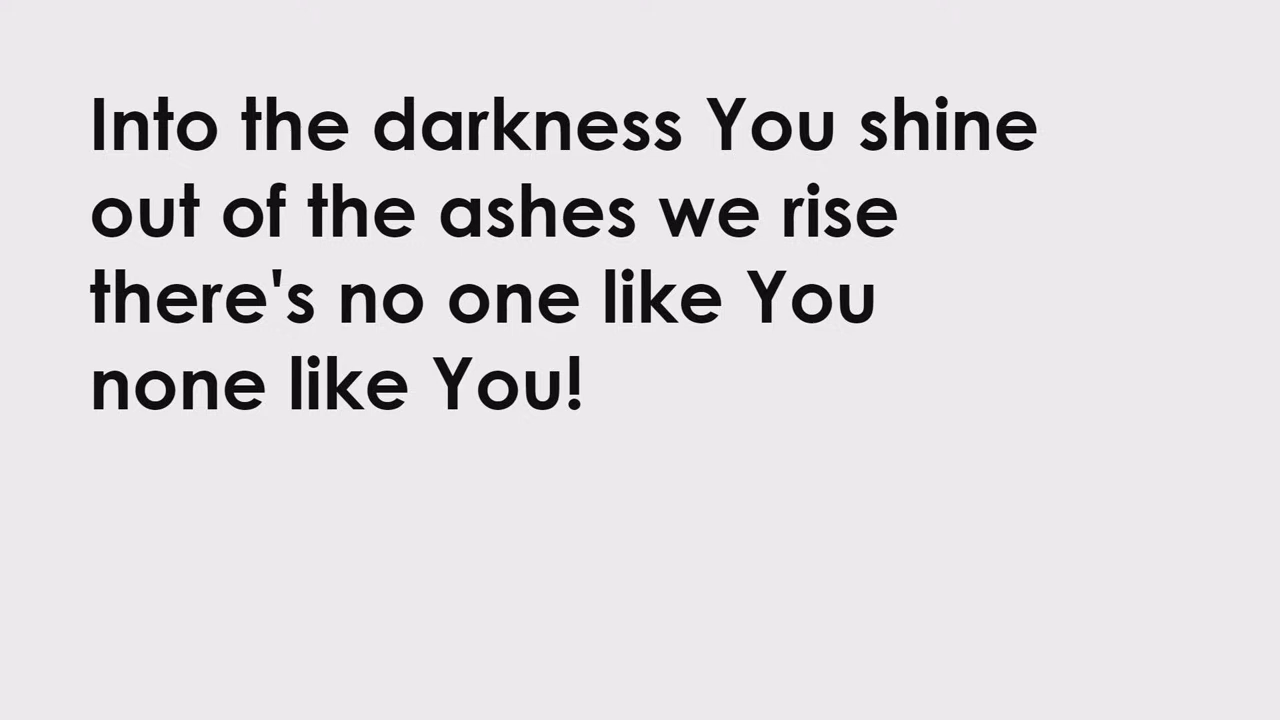 Into the darkness You shine
out of the ashes we rise
there's no one like You
none like You!